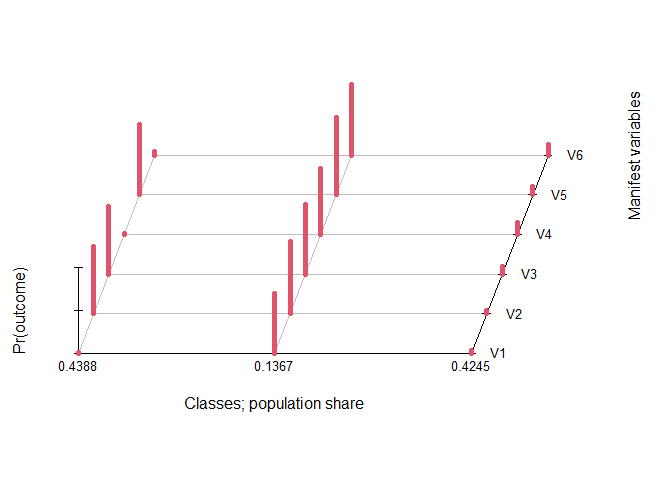 Manifest variables
V6
V5
V4
V3
V2
V1
Pr(outcome)
0.4388
0.1367
0.4245
Classes; population share